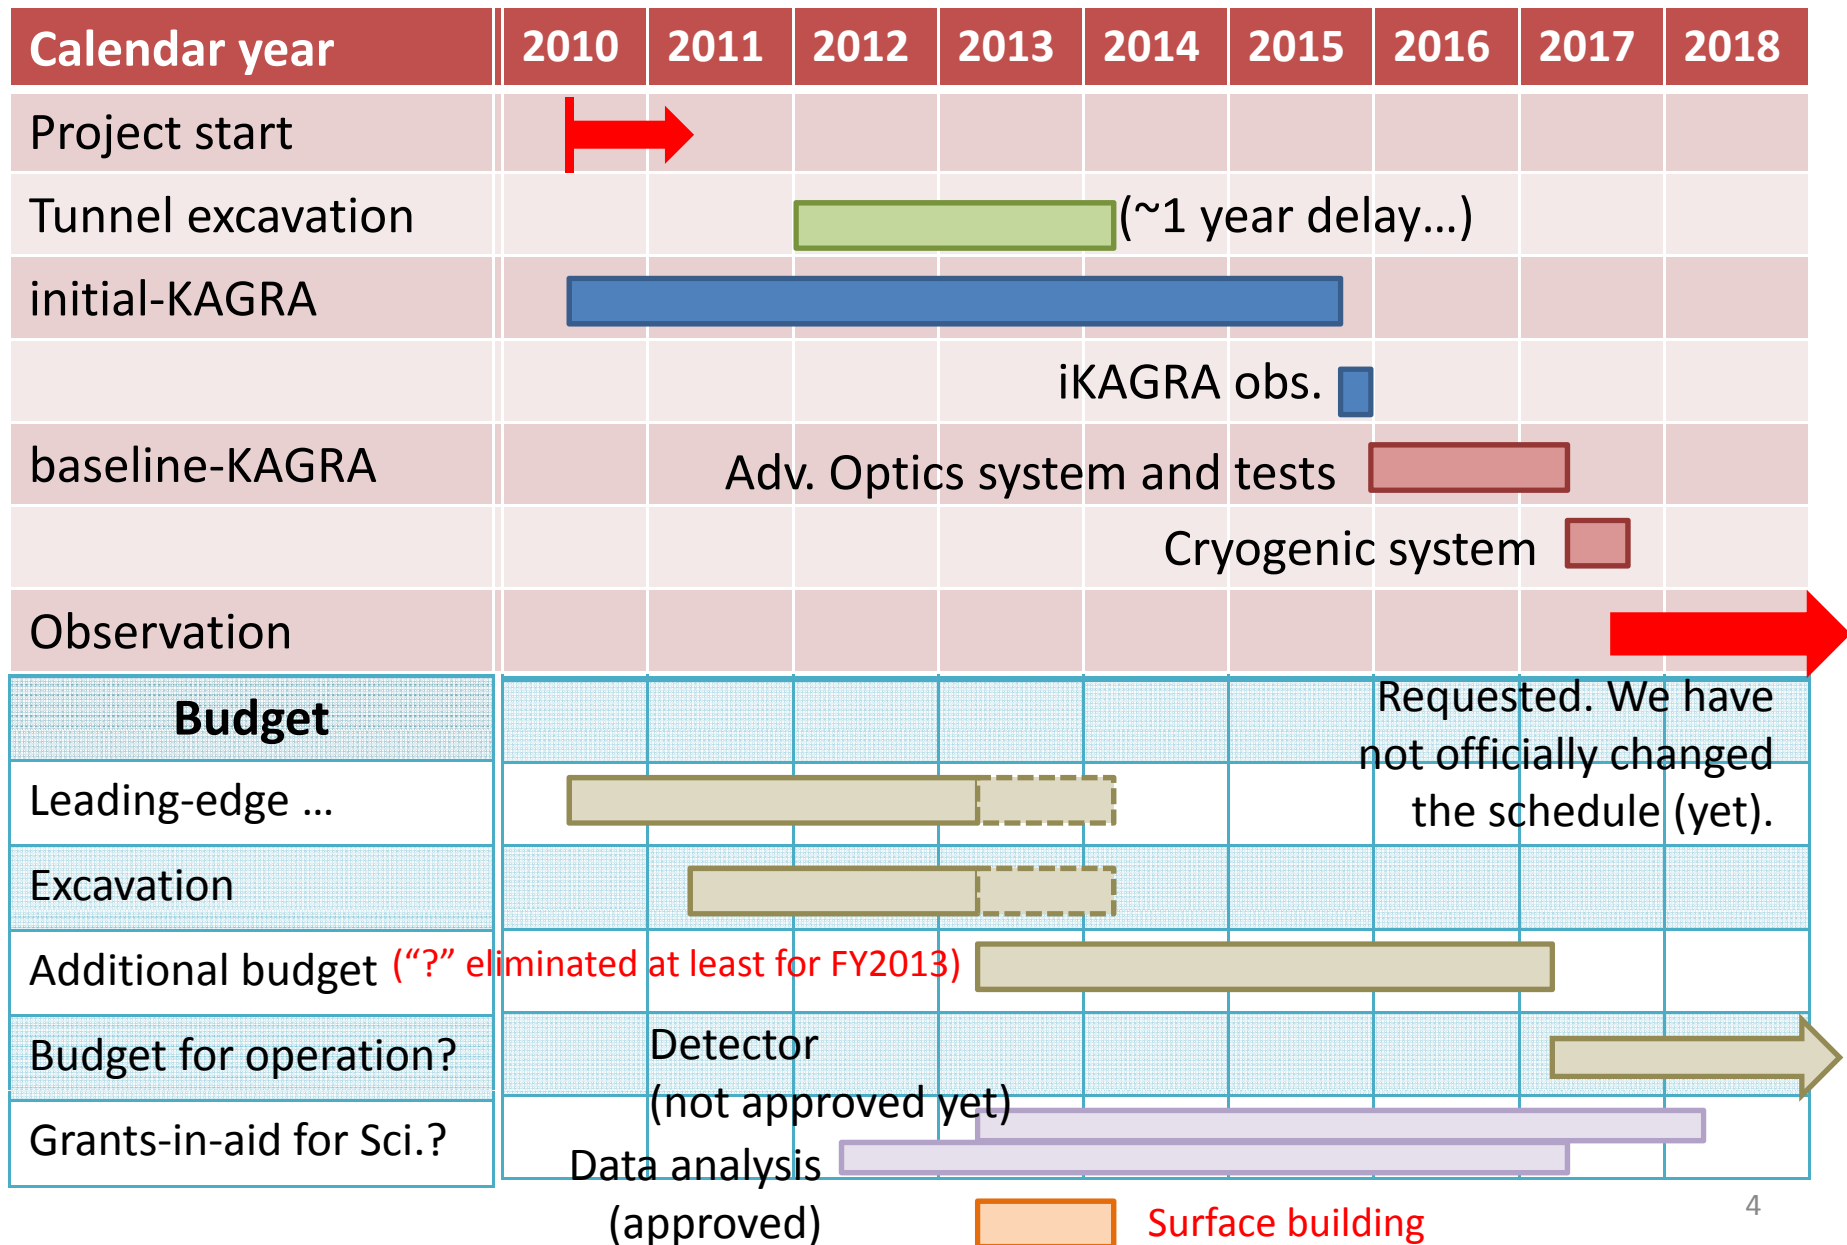 Calendar year 2010 2011 2012 2013 2014 2015 2016 2017 2018
Project start
Tunnel excavation (~1 year delay…)
initial-KAGRA
iKAGRA obs.
baseline-KAGRA Adv. Optics system and tests
Cryogenic system
Observation
Budget
Requested. We have
not officially changed
the schedule (yet).
Leading-edge …
Excavation
Additional budget (“?” eliminated at least for FY2013)
Budget for operation?
Detector
(not approved yet)
Grants-in-aid for Sci.?
Data analysis
(approved)
Surface building
4